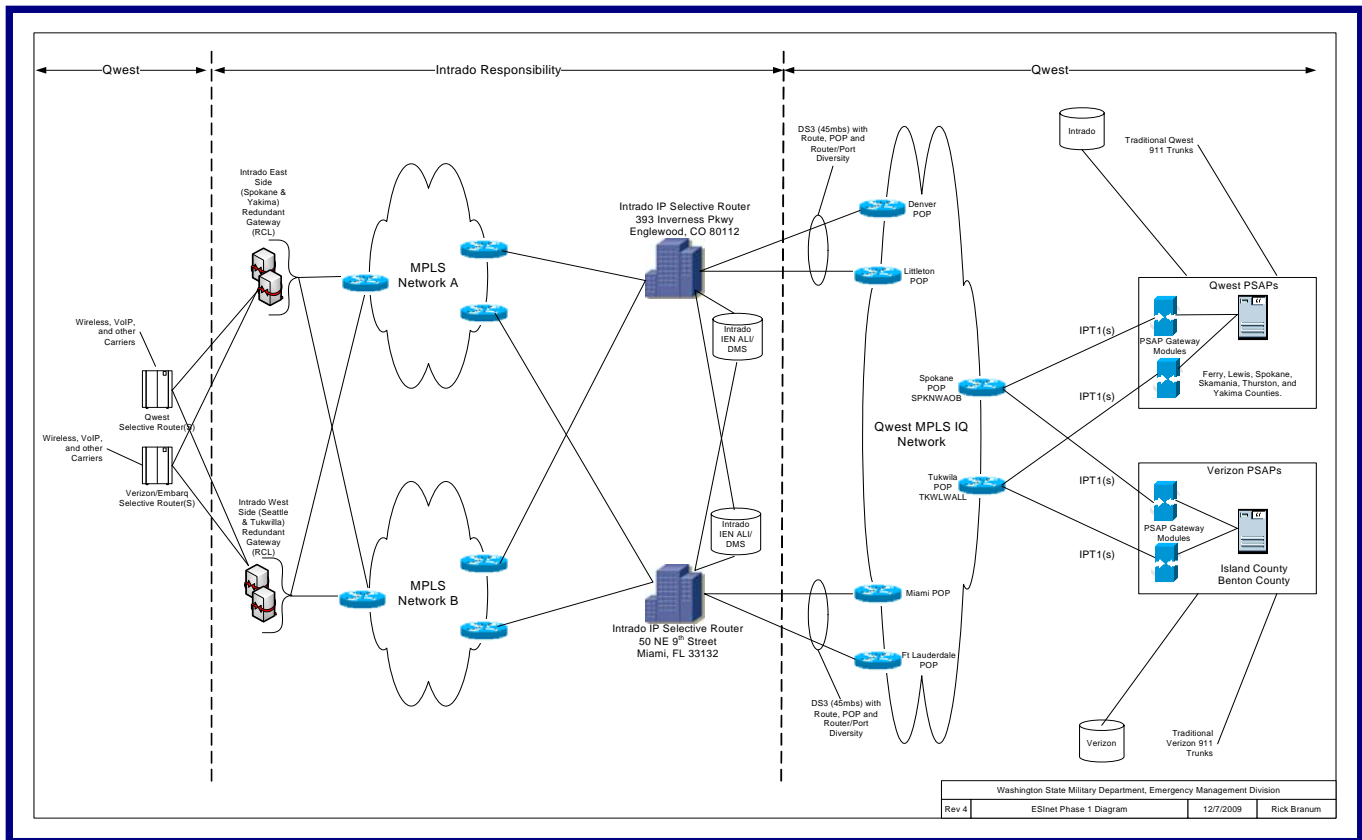 Qwest
Intrado Responsibility
Qwest
Intrado East
Side
(Spokane &
Yakima)
Redundant
Gateway
(RCL)
Wireless, VoIP,
and other
Carriers
Qwest
Selective Router(S)
Wireless, VoIP,
and other
Carriers
Verizon/Embarq
Selective Router(S)
Intrado West
Side (Seattle
& Tukwilla)
Redundant
Gateway
(RCL)
MPLS
Network A
MPLS
Network B
Intrado IP Selective Router
393 Inverness Pkwy
Englewood, CO 80112
Intrado
IEN ALI/
DMS
Intrado
IEN ALI/
DMS
Intrado IP Selective Router
50 NE 9th Street
Miami, FL 33132
DS3 (45mbs) with
Route, POP and
Router/Port
Diversity
Denver
POP
Littleton
POP
Spokane
POP
SPKNWAOB
Qwest MPLS IQ
Network
Tukwila
POP
TKWLWALL
Miami POP
Ft Lauderdale
POP
DS3 (45mbs) with
Route, POP and
Router/Port
Diversity
Intrado
Traditional Qwest
911 Trunks
Qwest PSAPs
IPT1(s)
PSAP Gateway
Modules
Ferry, Lewis, Spokane,
Skamania, Thurston, and
Yakima Counties.
IPT1(s)
Verizon PSAPs
IPT1(s)
PSAP Gateway
Modules
IPT1(s)
Island County
Benton County
Verizon
Traditional
Verizon 911
Trunks
Washington State Military Department, Emergency Management Division
Rev 4
ESInet Phase 1 Diagram
12/7/2009
Rick Branum